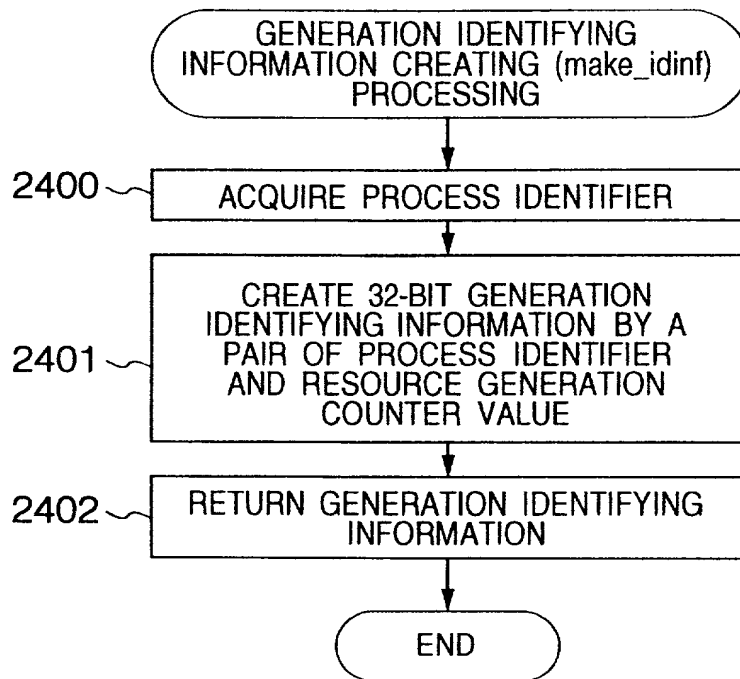 GENERATION IDENTIFYING
INFORMATION CREATING (make_idinf)
PROCESSING
2400
ACQUIRE PROCESS IDENTIFIER
2401
CREATE 32-BIT GENERATION
IDENTIFYING INFORMATION BY A
PAIR OF PROCESS IDENTIFIER
AND RESOURCE GENERATION
COUNTER VALUE
2402
RETURN GENERATION IDENTIFYING
INFORMATION
END